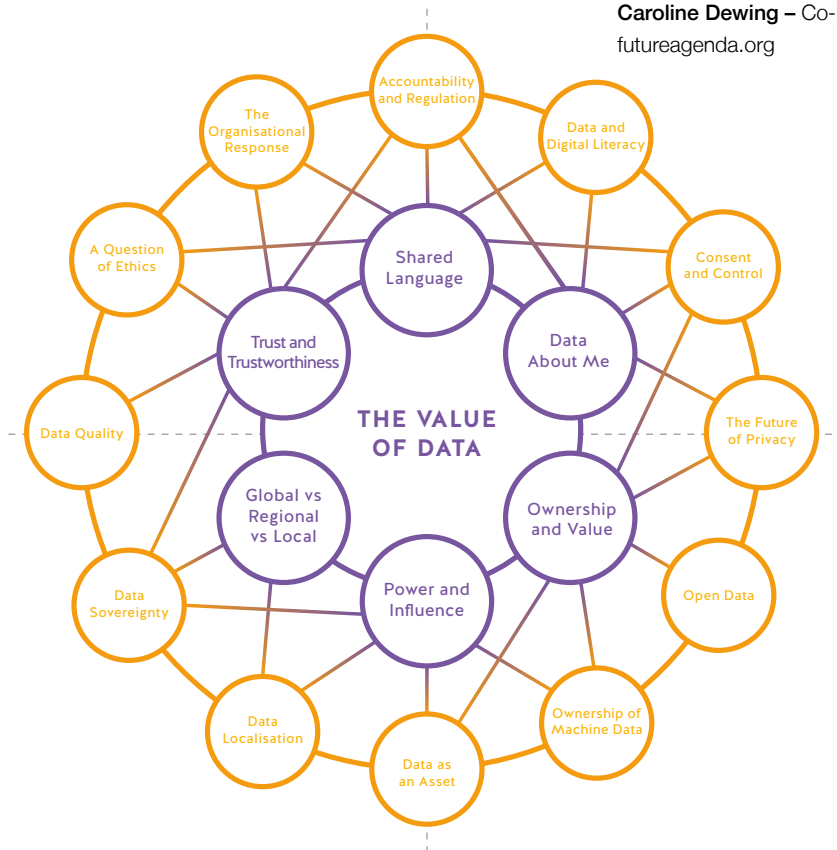 Caroline Dewing – Co-
futureagenda.org
Accountability
and Regulation
The
Organisational
Response
Data and
Digital Literacy
A Question
of Ethics
Shared
Language
Consent
and Control
Trust and
Trustworthiness
Data
About Me
Data Quality
THE VALUE
OF DATA
The Future
of Privacy
Global vs
Regional
vs Local
Ownership
and Value
Data
Sovereignty
Power and
Influence
Open Data
Data
Localisation
Data as
an Asset
Ownership of
Machine Data